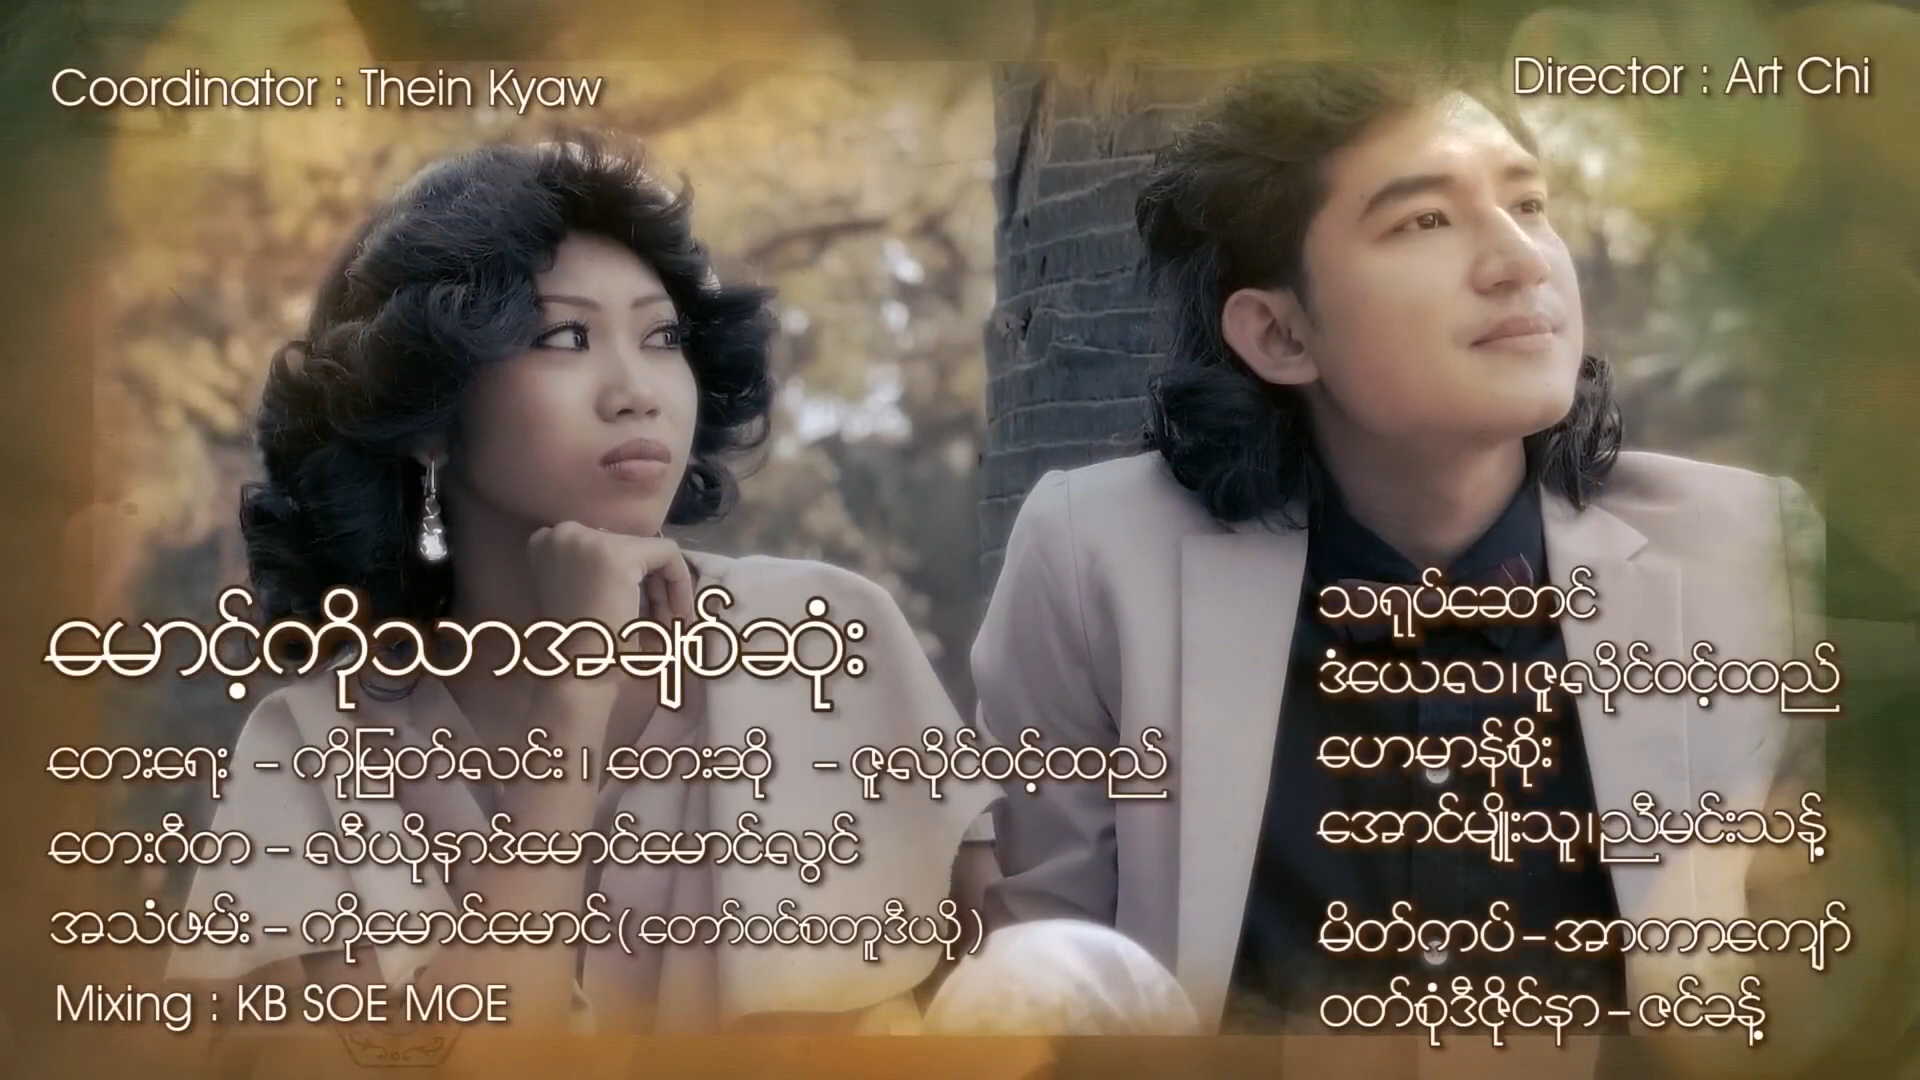 Coordinator : Thein Kyaw
Director : Art Chi
မောင့်ကိုသာအချစ်ဆုံး
တေးရေး – ကိုမြတ်လင်း ၊ တေးဆို – ဇူလိုင်ဝင့်ထည်
တေးဂီတ – လီယိုနာဒ်မောင်မောင်လွင်
အသံဖမ်း – ကိုမောင်မောင် ( တော်ဝင်စတူဒီယို )
Mixing : KB SOE MOE
သရုပ်ဆောင်
ဒံယေလ ၊ ဇူလိုင်ဝင့်ထည်
ဟေမာန်စိုး
အောင်မျိုးသူ ၊ ညီမင်းသန့်
မိတ်ကပ် – အာကာကျော်
ဝတ်စုံဒီဇိုင်နာ – ဇင်ခန့်